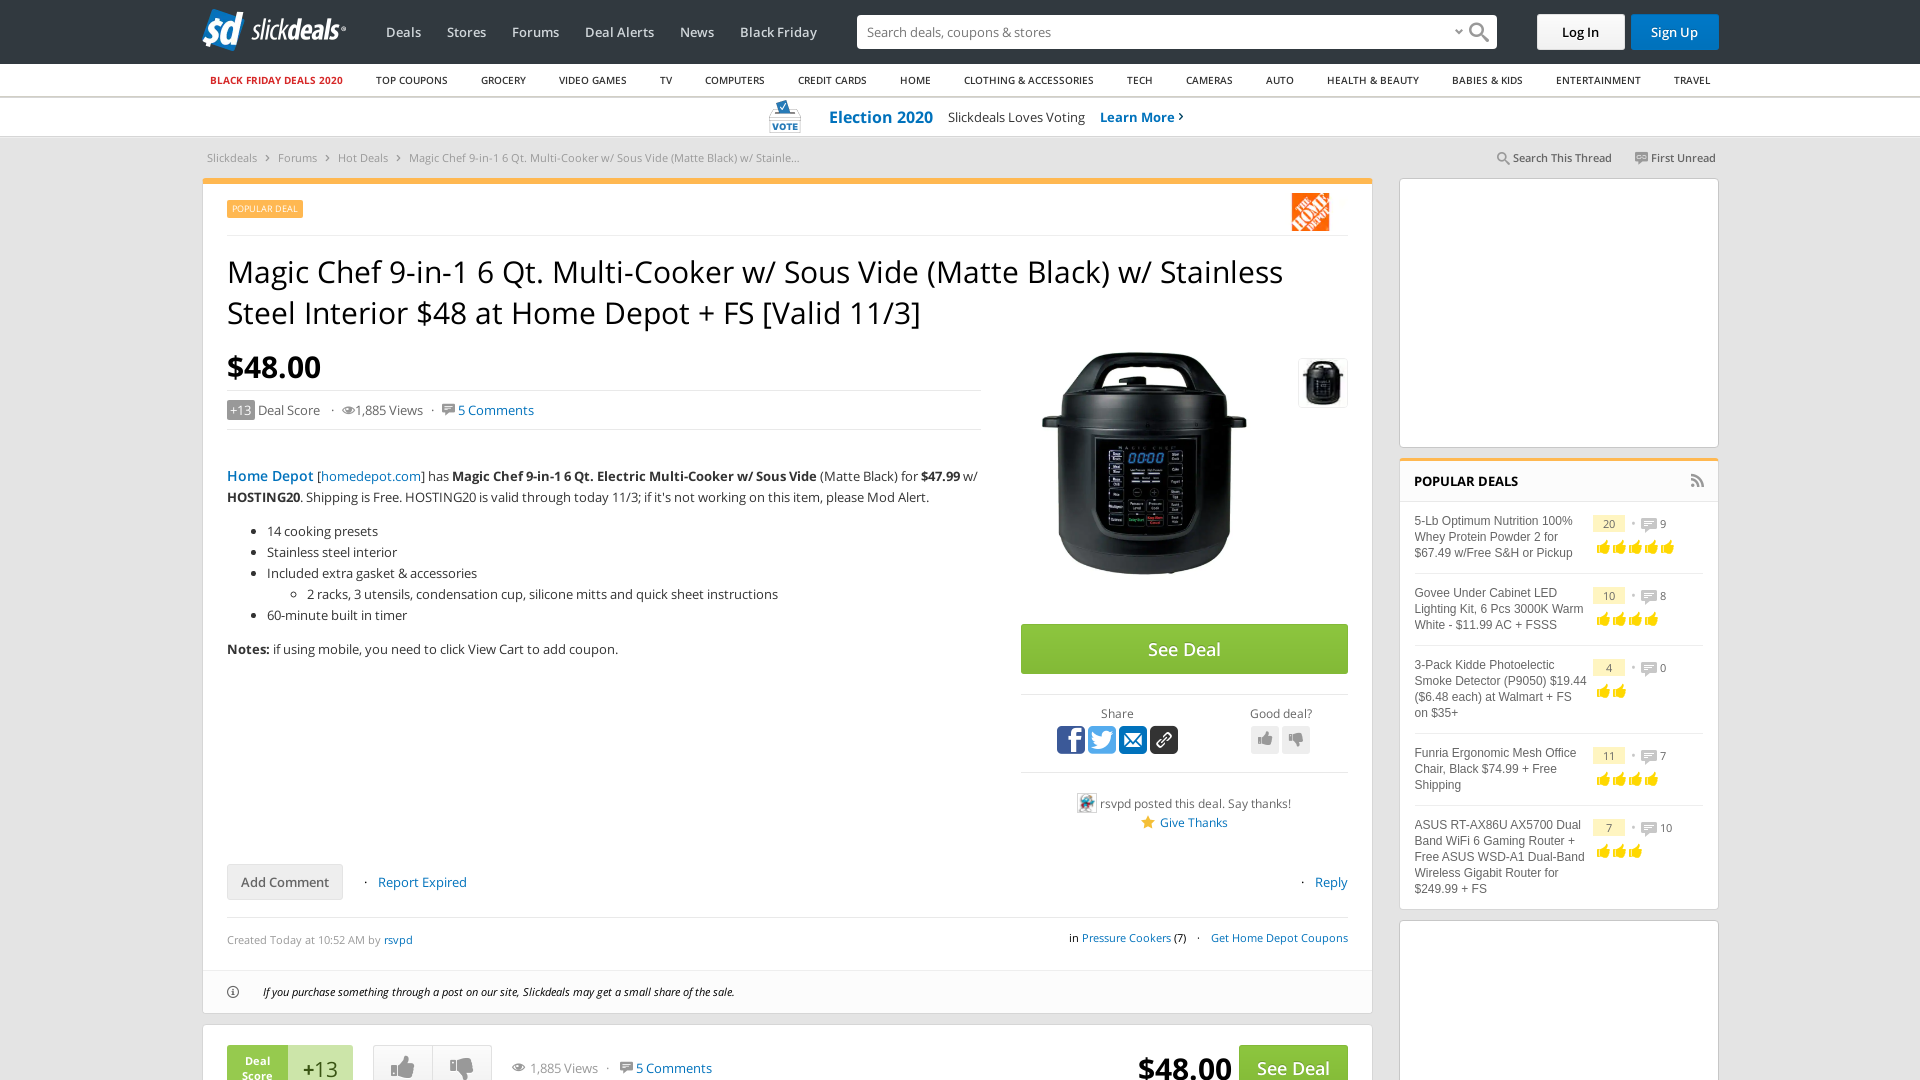 slickdeals
Deals Stores Forums Deal Alerts News Black Friday
Search deals, coupons & shops
Log In
Sign Up
BLACK FRIDAY DEALS 2020 TOP COUPONS GROCERY VIDEO GAMES TV COMPUTERS CREDIT CARDS HOME CLOTHING & ACCESSORIES TECH CAMERAS AUTO HEALTH & BEAUTY BABIES & KIDS ENTERTAINMENT TRAVEL
VOTE
Election 2020 Slickdeals Loves Voting Learn More
Slickdeals › Forums › Hot Deals › Magic Chef 9-in-1 6 Qt. Multi-Cooker w/ Sous Vide (Matte Black) w/ Stainle...
Search This Thread First Unread
POPULAR DEAL
THE HOME DEPOT
Magic Chef 9-in-1 6 Qt. Multi-Cooker w/ Sous Vide (Matte Black) w/ Stainless
Steel Interior $48 at Home Depot + FS [Valid 11/3]
$48.00
+13 Deal Score · 1,885 Views · 5 Comments
Home Depot [homedepot.com] has Magic Chef 9-in-1 6 Qt. Electric Multi-Cooker w/ Sous Vide (Matte Black) for $47.99 w/
HOSTING20. Shipping is Free. HOSTING20 is valid through today 11/3; if it's not working on this item, please Mod Alert.
14 cooking presets
Stainless steel interior
Included extra gasket & accessories
2 racks, 3 utensils, condensation cup, silicone mitts and quick sheet instructions
60-minute built in timer
Notes: if using mobile, you need to click View Cart to add coupon.
MAGIC CHEF
00:00
See Deal
Share
Good deal?
rsvpd posted this deal. Say thanks!
Give Thanks
Add Comment · Report Expired
· Reply
Created Today at 10:52 AM by rsvpd
in Pressure Cookers (7) · Get Home Depot Coupons
If you purchase something through a post on our site, Slickdeals may get a small share of the sale.
Deal
Score
+13
1,885 Views · 5 Comments
$48.00
See Deal
POPULAR DEALS
5-Lb Optimum Nutrition 100%
Whey Protein Powder 2 for
$67.49 w/Free S&H or Pickup
20 • 9
Govee Under Cabinet LED
Lighting Kit, 6 Pcs 3000K Warm
White - $11.99 AC + FSSS
10 • 8
3-Pack Kidde Photoelectic
Smoke Detector (P9050) $19.44
($6.48 each) at Walmart + FS
on $35+
4 • 0
Funria Ergonomic Mesh Office
Chair, Black $74.99 + Free
Shipping
11 • 7
ASUS RT-AX86U AX5700 Dual
Band WiFi 6 Gaming Router +
Free ASUS WSD-A1 Dual-Band
Wireless Gigabit Router for
$249.99 + FS
7 • 10